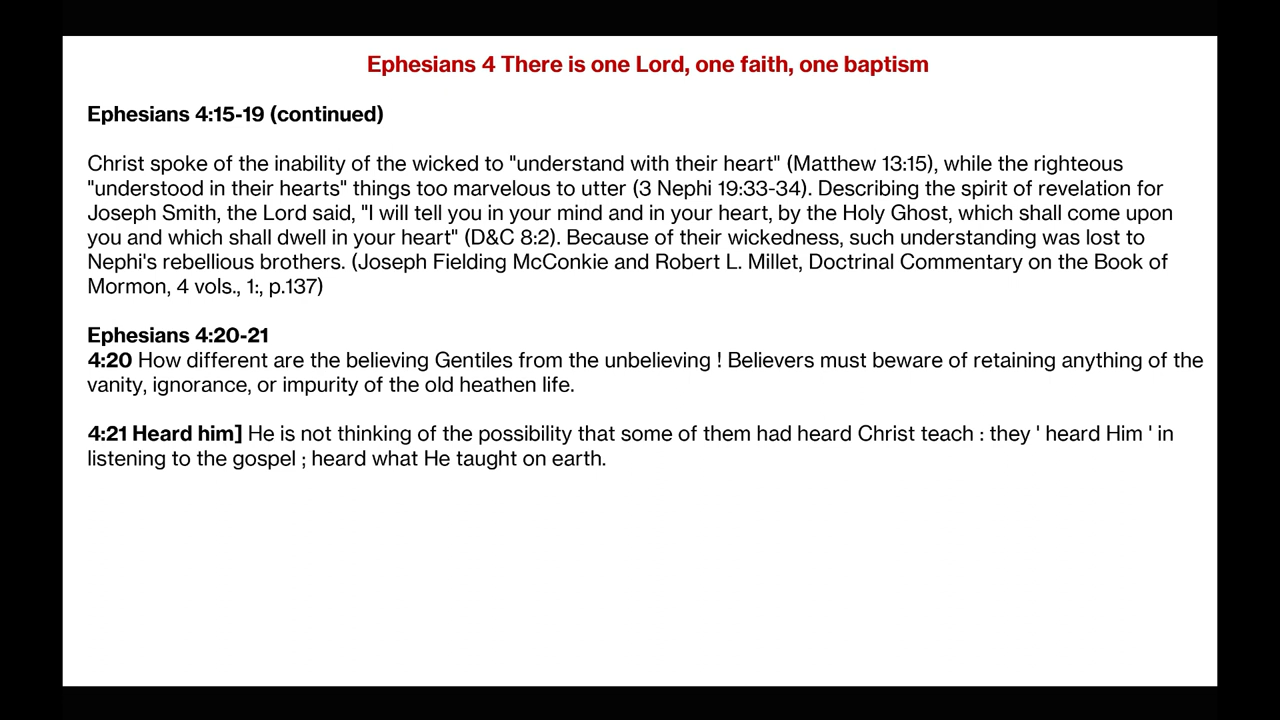 Ephesians 4 There is one Lord, one faith, one baptism
Ephesians 4:15-19 (continued)
Christ spoke of the inability of the wicked to "understand with their heart" (Matthew 13:15), while the righteous
"understood in their hearts" things too marvelous to utter (3 Nephi 19:33-34). Describing the spirit of revelation for
Joseph Smith, the Lord said, "I will tell you in your mind and in your heart, by the Holy Ghost, which shall come upon
you and which shall dwell in your heart" (D&C 8:2). Because of their wickedness, such understanding was lost to
Nephi's rebellious brothers. (Joseph Fielding McConkie and Robert L. Millet, Doctrinal Commentary on the Book of
Mormon, 4 vols., 1:, p.137)
Ephesians 4:20-21
4:20 How different are the believing Gentiles from the unbelieving ! Believers must beware of retaining anything of the
vanity, ignorance, or impurity of the old heathen life.
4:21 Heard him] He is not thinking of the possibility that some of them had heard Christ teach : they ' heard Him ' in
listening to the gospel ; heard what He taught on earth.